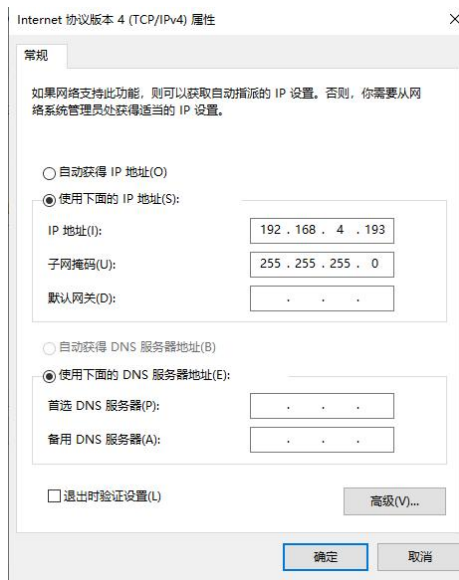 Internet 协议版本 4 (TCP/IPv4) 属性
常规
如果网络支持此功能，则可以获取自动指派的 IP 设置。否则，你需要从网
络系统管理员处获得适当的 IP 设置。
自动获得 IP 地址(O)
使用下面的 IP 地址(S):
IP 地址(I): 192 . 168 . 4 . 193
子网掩码(U): 255 . 255 . 255 . 0
默认网关(D): . . .
自动获得 DNS 服务器地址(B)
使用下面的 DNS 服务器地址(E):
首选 DNS 服务器(P): . . .
备用 DNS 服务器(A): . . .
退出时验证设置(L)
高级(V)...
确定 取消